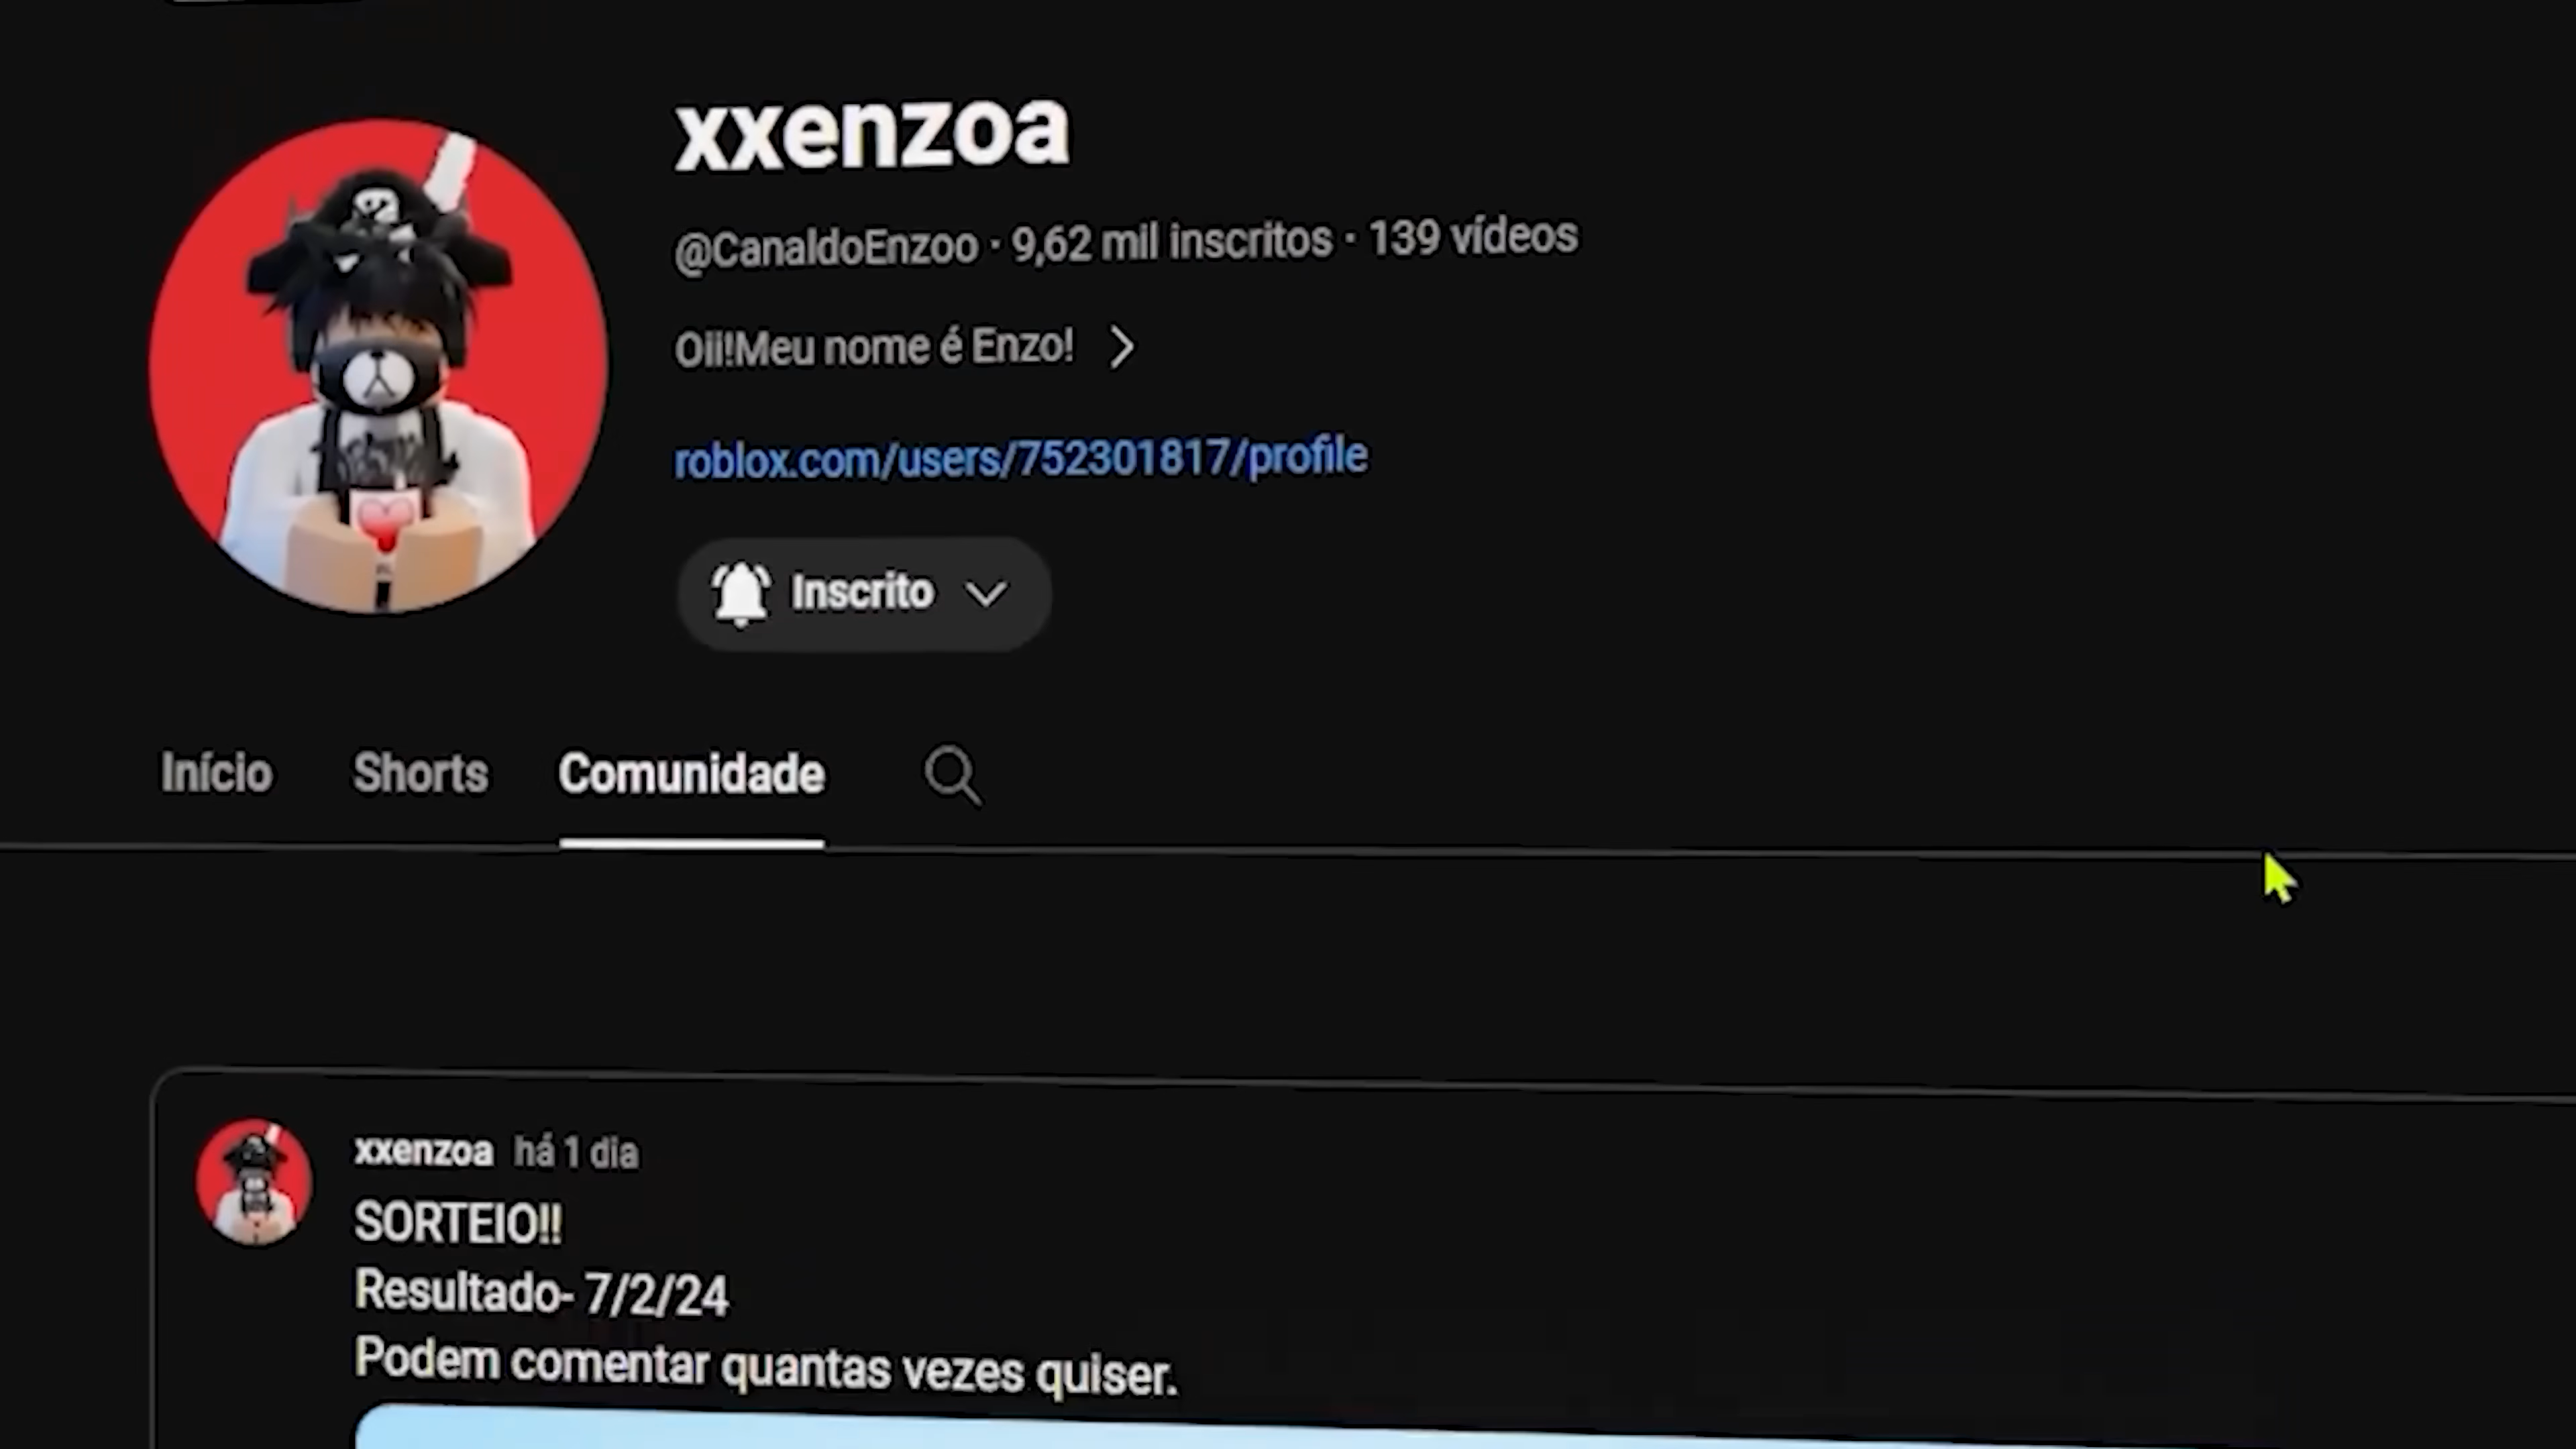 xxenzoa
@CanaldoEnzoo · 9,62 mil inscritos · 139 vídeos
Oii!Meu nome é Enzo!
roblox.com/users/752301817/profile
Inscrito
Início Shorts Comunidade
xxenzoa há 1 dia
SORTEIO!!
Resultado- 7/2/24
Podem comentar quantas vezes quiser.